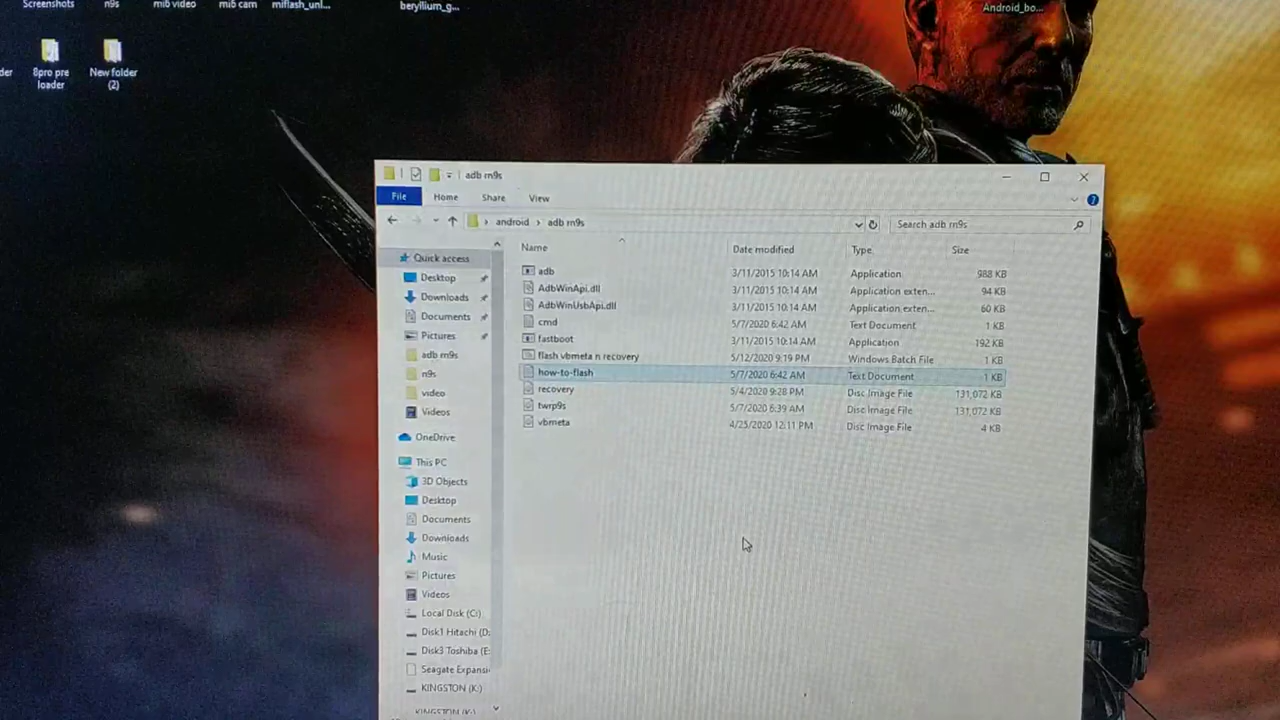 Screenshots n9s mi6 video mi6 cam miflash_unl... beryllium_g... Android_bo...
8pro pre loader
New folder (2)
adb rn9s
File Home Share View
android > adb rn9s Search adb rn9s
Name Date modified Type Size
adb 3/11/2015 10:14 AM Application 988 KB
AdbWinApi.dll 3/11/2015 10:14 AM Application exten... 94 KB
AdbWinUsbApi.dll 3/11/2015 10:14 AM Application exten... 60 KB
cmd 5/7/2020 6:42 AM Text Document 1 KB
fastboot 3/11/2015 10:14 AM Application 192 KB
flash vbmeta n recovery 5/12/2020 9:19 PM Windows Batch File 1 KB
how-to-flash 5/7/2020 6:42 AM Text Document 1 KB
recovery 5/4/2020 9:28 PM Disc Image File 131,072 KB
twrp9s 5/7/2020 6:39 AM Disc Image File 131,072 KB
vbmeta 4/25/2020 12:11 PM Disc Image File 4 KB
Quick access
Desktop
Downloads
Documents
Pictures
adb rn9s
n9s
video
Videos
OneDrive
This PC
3D Objects
Desktop
Documents
Downloads
Music
Pictures
Videos
Local Disk (C:)
Disk1 Hitachi (D:
Disk3 Toshiba (E:
Seagate Expansi
KINGSTON (K:)
KINGSTON (K:)